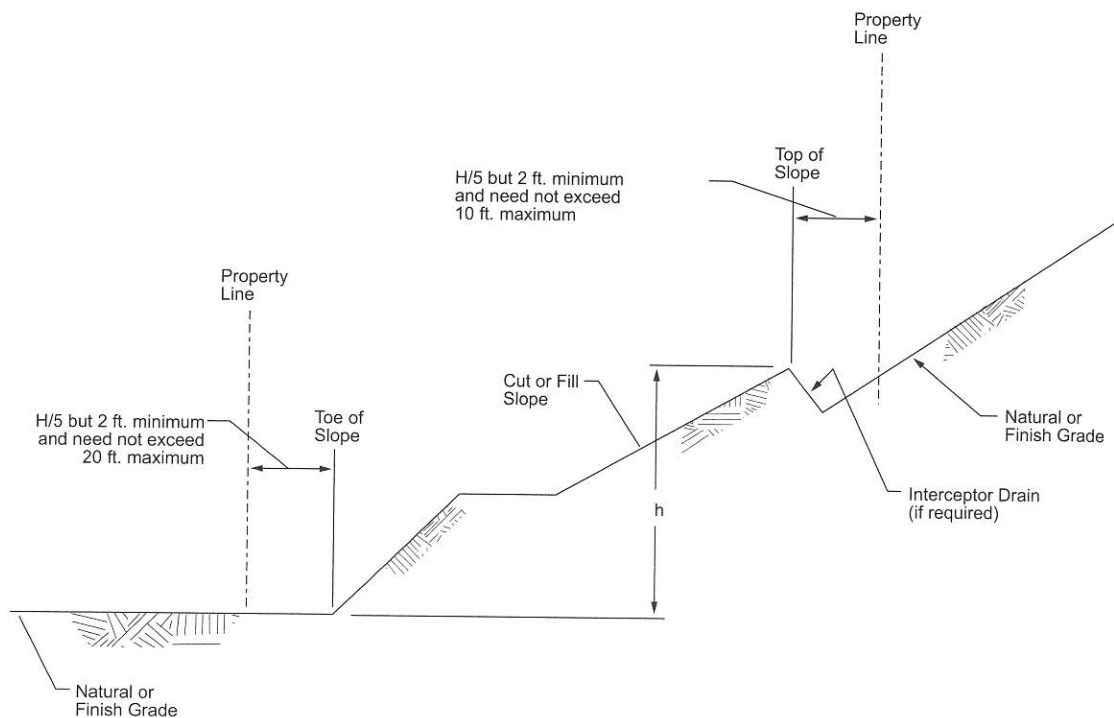 Property
Line
Top of
Slope
H/5 but 2 ft. minimum
and need not exceed
10 ft. maximum
Property
Line
Cut or Fill
Slope
H/5 but 2 ft. minimum
and need not exceed
20 ft. maximum
Toe of
Slope
Natural or
Finish Grade
h
Interceptor Drain
(if required)
Natural or
Finish Grade